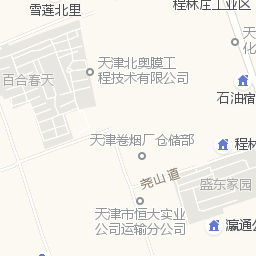 雪莲北里
程林庄工业区
天
化
天津北奥膜工
程技术有限公司
百合春天
石油宿
天津卷烟厂仓储部
程林
尧山道
盛东家园
天津市恒大实业
公司运输分公司
瀛通公